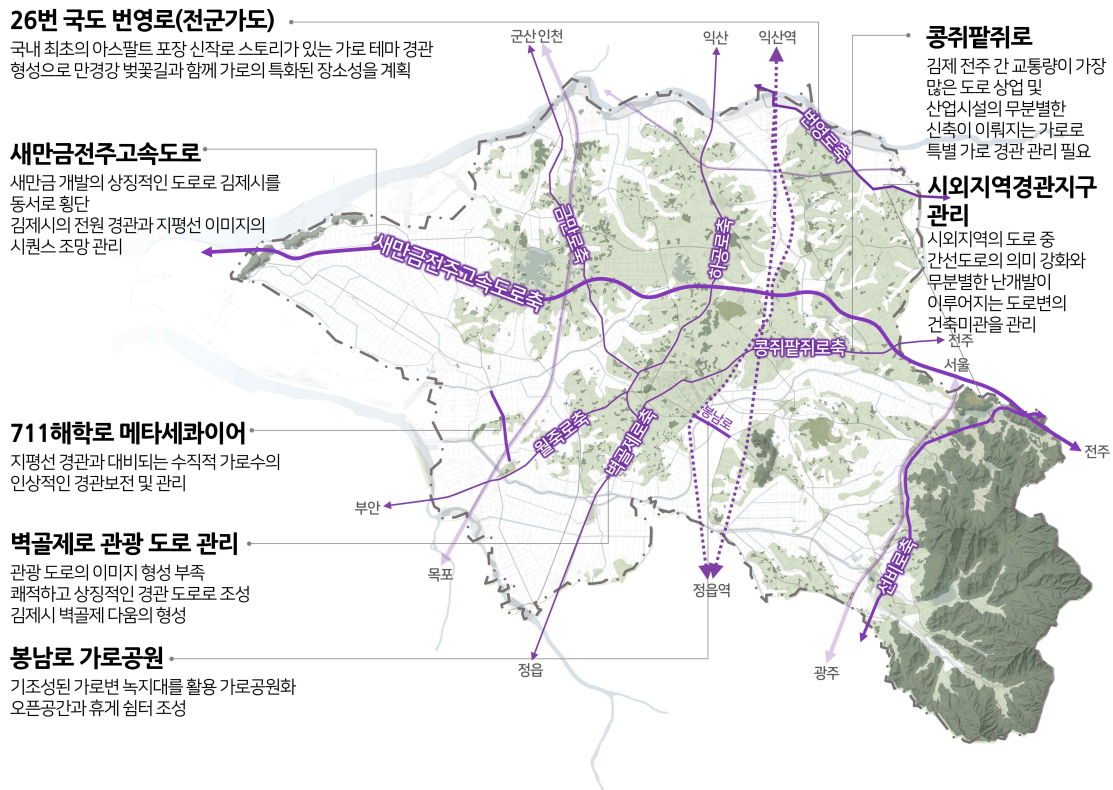 26번 국도 번영로(전군가도)
국내 최초의 아스팔트 포장 신작로 스토리가 있는 가로 테마 경관
형성으로 만경강 벚꽃길과 함께 가로의 특화된 장소성을 계획
새만금전주고속도로
새만금 개발의 상징적인 도로로 김제시를
동서로 횡단
김제시의 전원 경관과 지평선 이미지의
시퀀스 조망 관리
711해학로 메타세콰이어
지평선 경관과 대비되는 수직적 가로수의
인상적인 경관보전 및 관리
벽골제로 관광 도로 관리
관광 도로의 이미지 형성 부족
쾌적하고 상징적인 경관 도로로 조성
김제시 벽골제 다움의 형성
봉남로 가로공원
기조성된 가로변 녹지대를 활용 가로공원화
오픈공간과 휴게 쉼터 조성
콩쥐팥쥐로
김제 전주 간 교통량이 가장
많은 도로 상업 및
산업시설의 무분별한
신축이 이뤄지는 가로로
특별 가로 경관 관리 필요
시외지역경관지구
관리
시외지역의 도로 중
간선도로의 의미 강화와
무분별한 난개발이
이루어지는 도로변의
건축미관을 관리
군산
인천
익산
익산역
번영로축
새만금전주고속도로축
콩쥐팥쥐로축
전주
서울
전주
봉남로
벽골제로축
부안
목포
정읍
정읍역
광주
선비로축